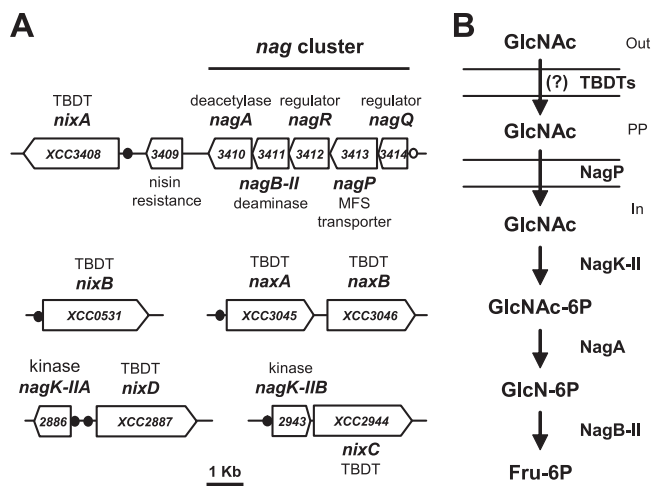 A
nag cluster
TBDT
nixA
deacetylase
nagA
regulator
nagR
regulator
nagQ
XCC3408
3409
3410
3411
3412
3413
3414
nisin
resistance
nagB-II
deaminase
nagP
MFS
transporter
TBDT
nixB
TBDT
naxA
TBDT
naxB
XCC0531
XCC3045
XCC3046
kinase
nagK-IIA
TBDT
nixD
kinase
nagK-IIB
2886
XCC2887
2943
XCC2944
nixC
TBDT
1 Kb
B
GlcNAc
Out
(?)
TBDTs
GlcNAc
PP
NagP
In
GlcNAc
NagK-II
GlcNAc-6P
NagA
GlcN-6P
NagB-II
Fru-6P